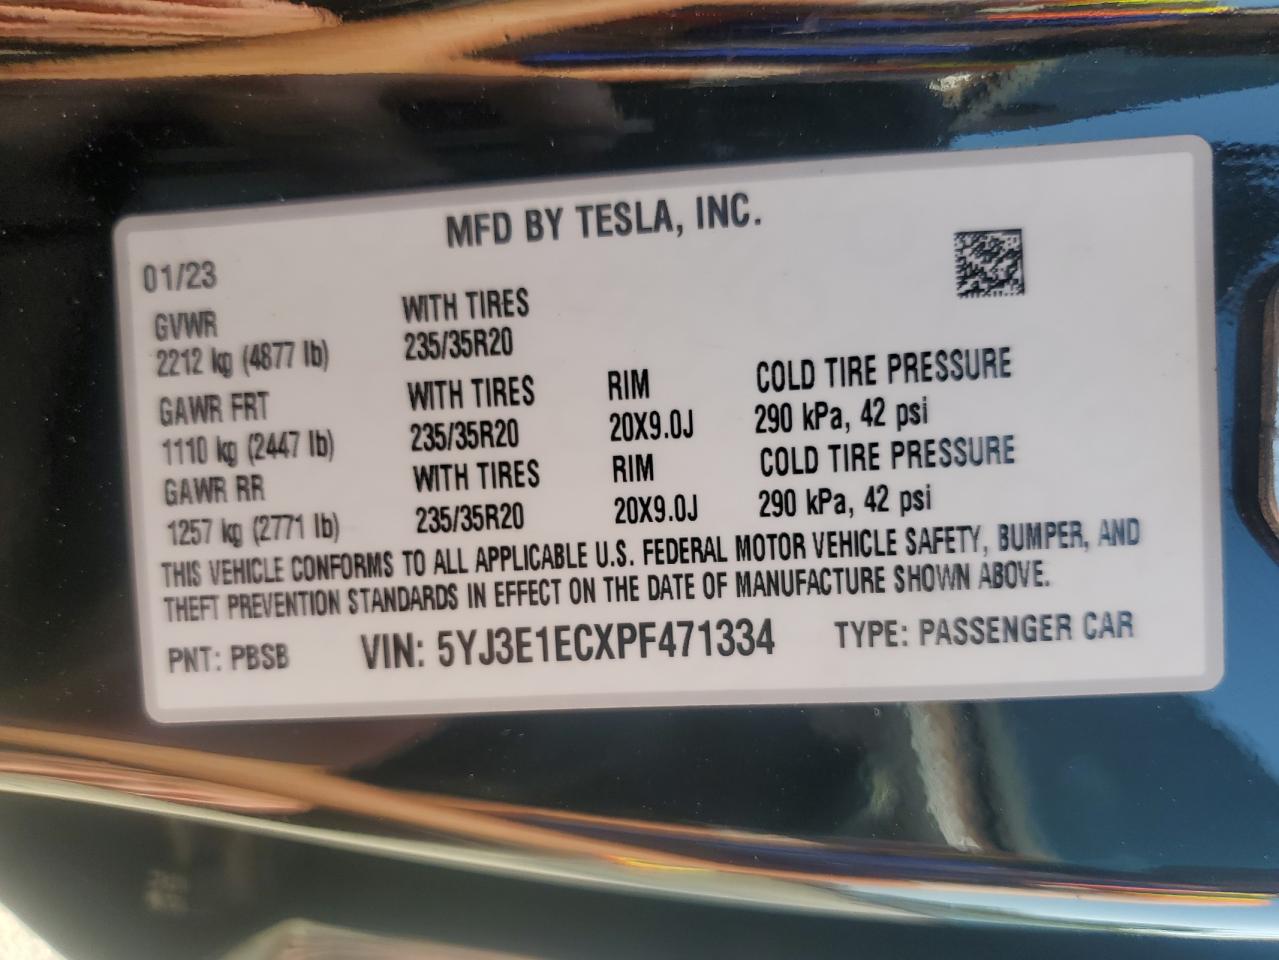 MFD BY TESLA, INC.
01/23
GVWR WITH TIRES
2212 kg (4877 lb) 235/35R20
GAWR FRT WITH TIRES RIM COLD TIRE PRESSURE
1110 kg (2447 lb) 235/35R20 20X9.0J 290 kPa, 42 psi
GAWR RR WITH TIRES RIM COLD TIRE PRESSURE
1257 kg (2771 lb) 235/35R20 20X9.0J 290 kPa, 42 psi
THIS VEHICLE CONFORMS TO ALL APPLICABLE U.S. FEDERAL MOTOR VEHICLE SAFETY, BUMPER, AND
THEFT PREVENTION STANDARDS IN EFFECT ON THE DATE OF MANUFACTURE SHOWN ABOVE.
PNT: PBSB VIN: 5YJ3E1ECXPF471334 TYPE: PASSENGER CAR